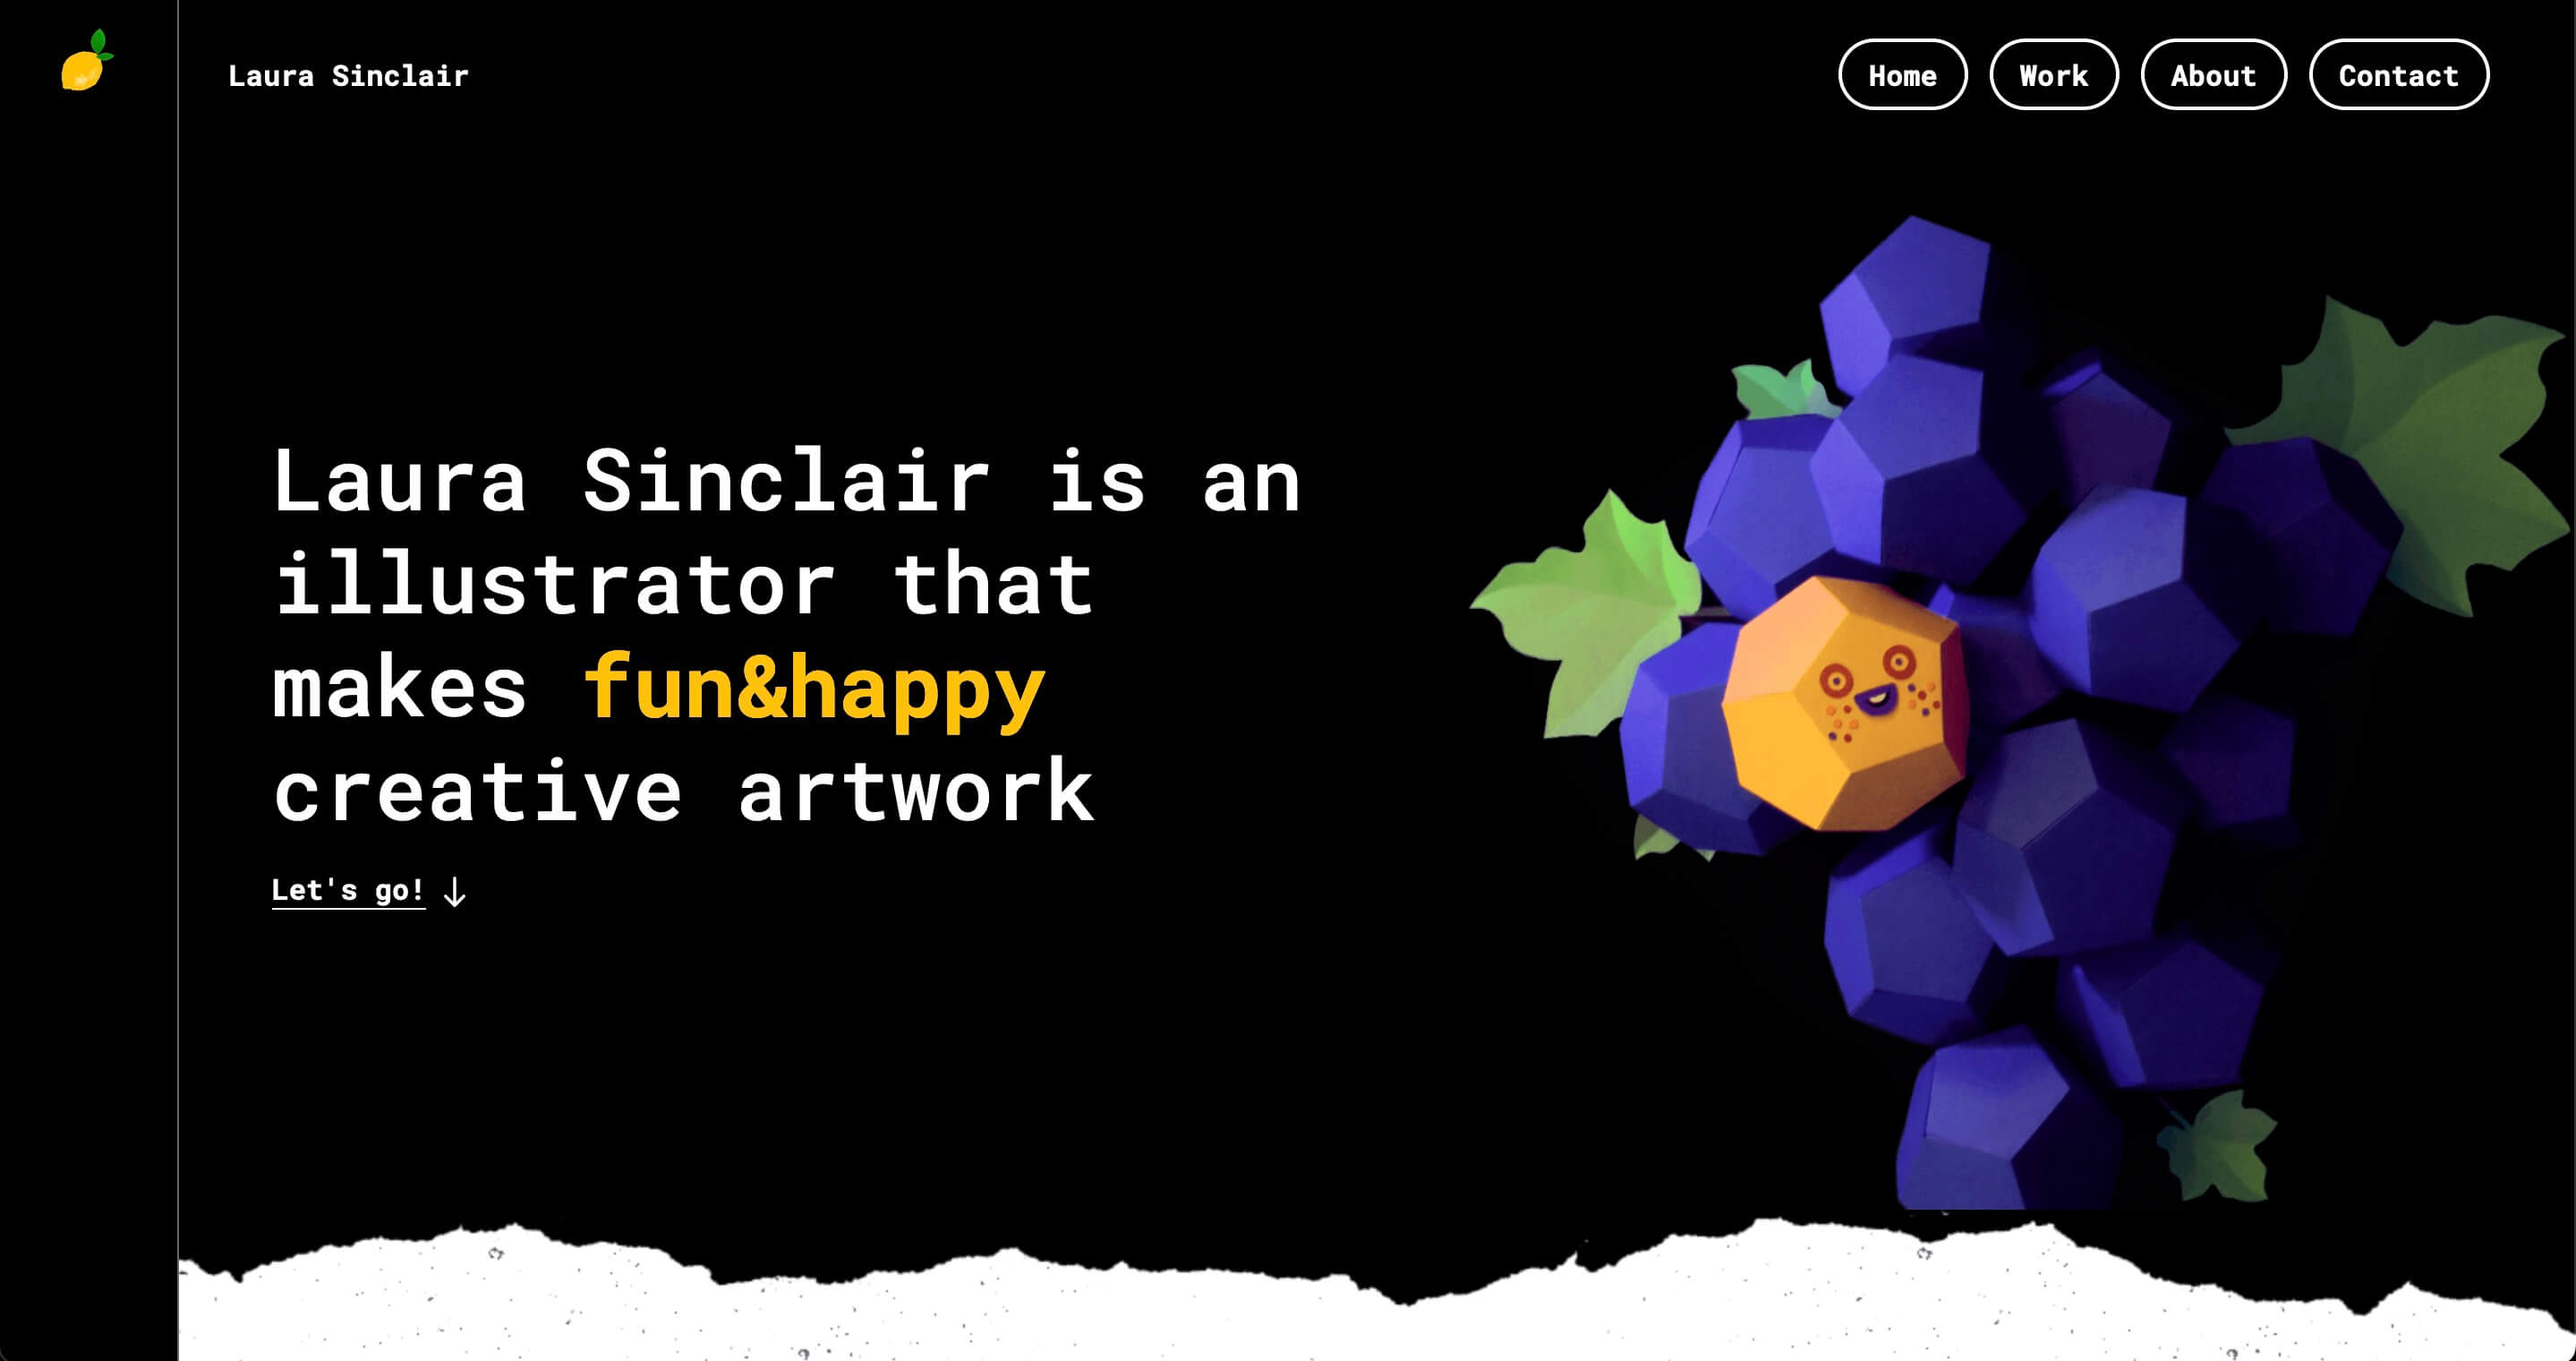 Laura Sinclair
Home
Work
About
Contact
Laura Sinclair is an
illustrator that
makes fun&happy
creative artwork
Let's go! ↓